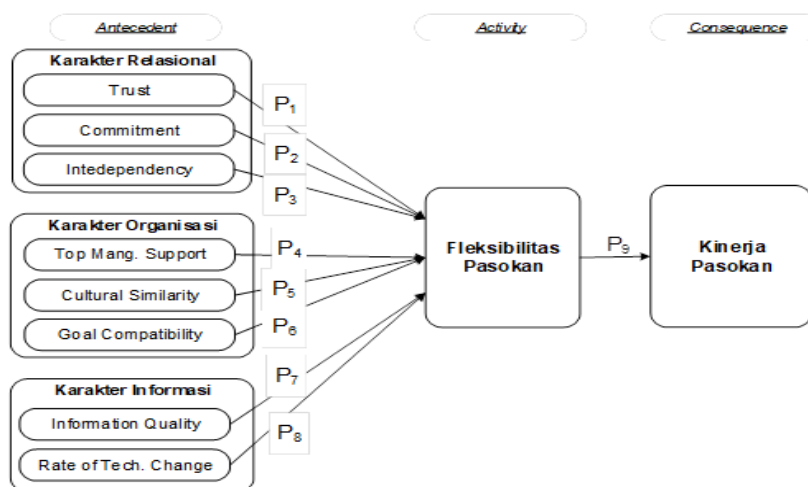 Antecedent
Activity
Consequence
Karakter Relasional
Trust
Commitment
Intedependency
P1
P2
P3
Karakter Organisasi
Top Mang. Support
Cultural Similarity
Goal Compatibility
P4
P5
P6
Karakter Informasi
Information Quality
Rate of Tech. Change
P7
P8
Fleksibilitas
Pasokan
P9
Kinerja
Pasokan